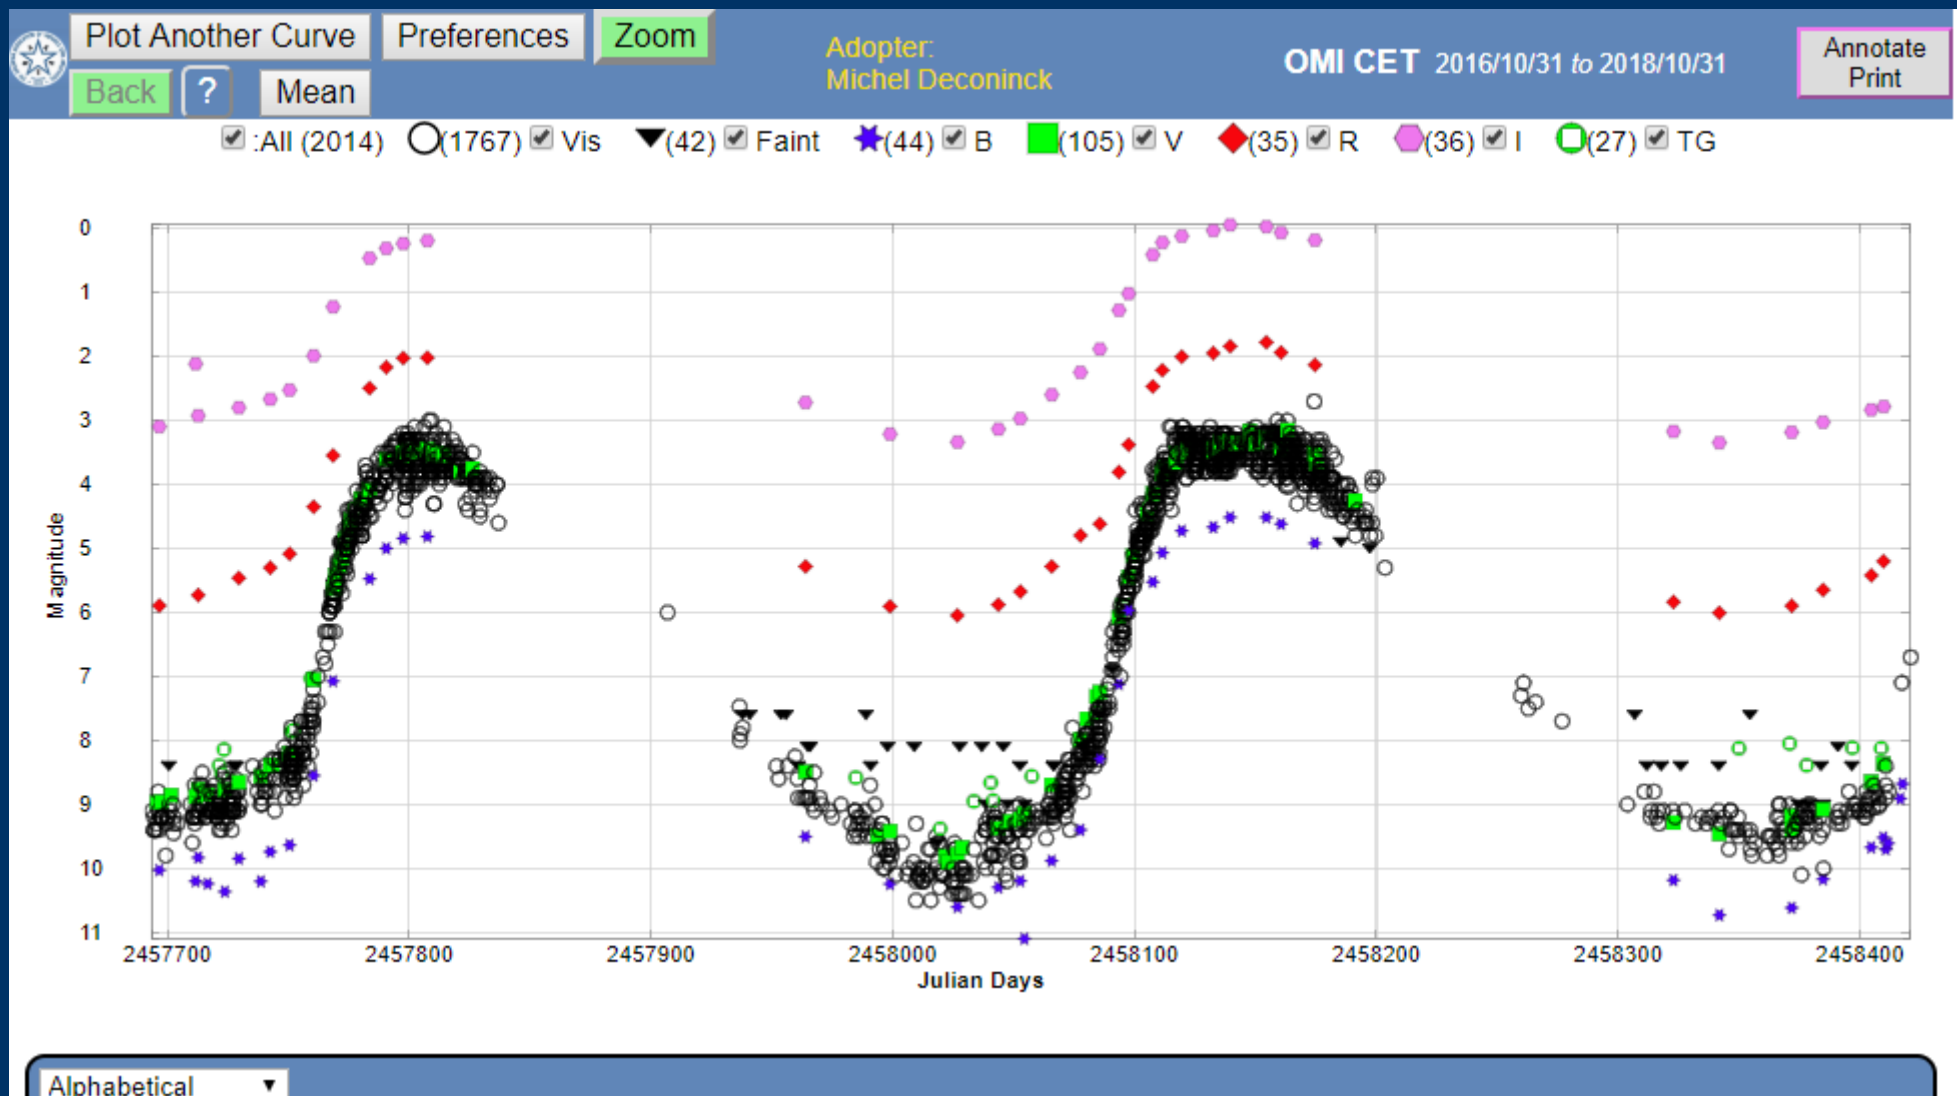 Plot Another Curve Preferences Zoom
Back ? Mean
Adopter:
Michel Deconinck
OMI CET 2016/10/31 to 2018/10/31
Annotate
Print
:All (2014) (1767) Vis (42) Faint (44) B (105) V (35) R (36) I (27) TG
Magnitude
0
1
2
3
4
5
6
7
8
9
10
11
2457700 2457800 2457900 2458000 2458100 2458200 2458300 2458400
Julian Days
Alphabetical